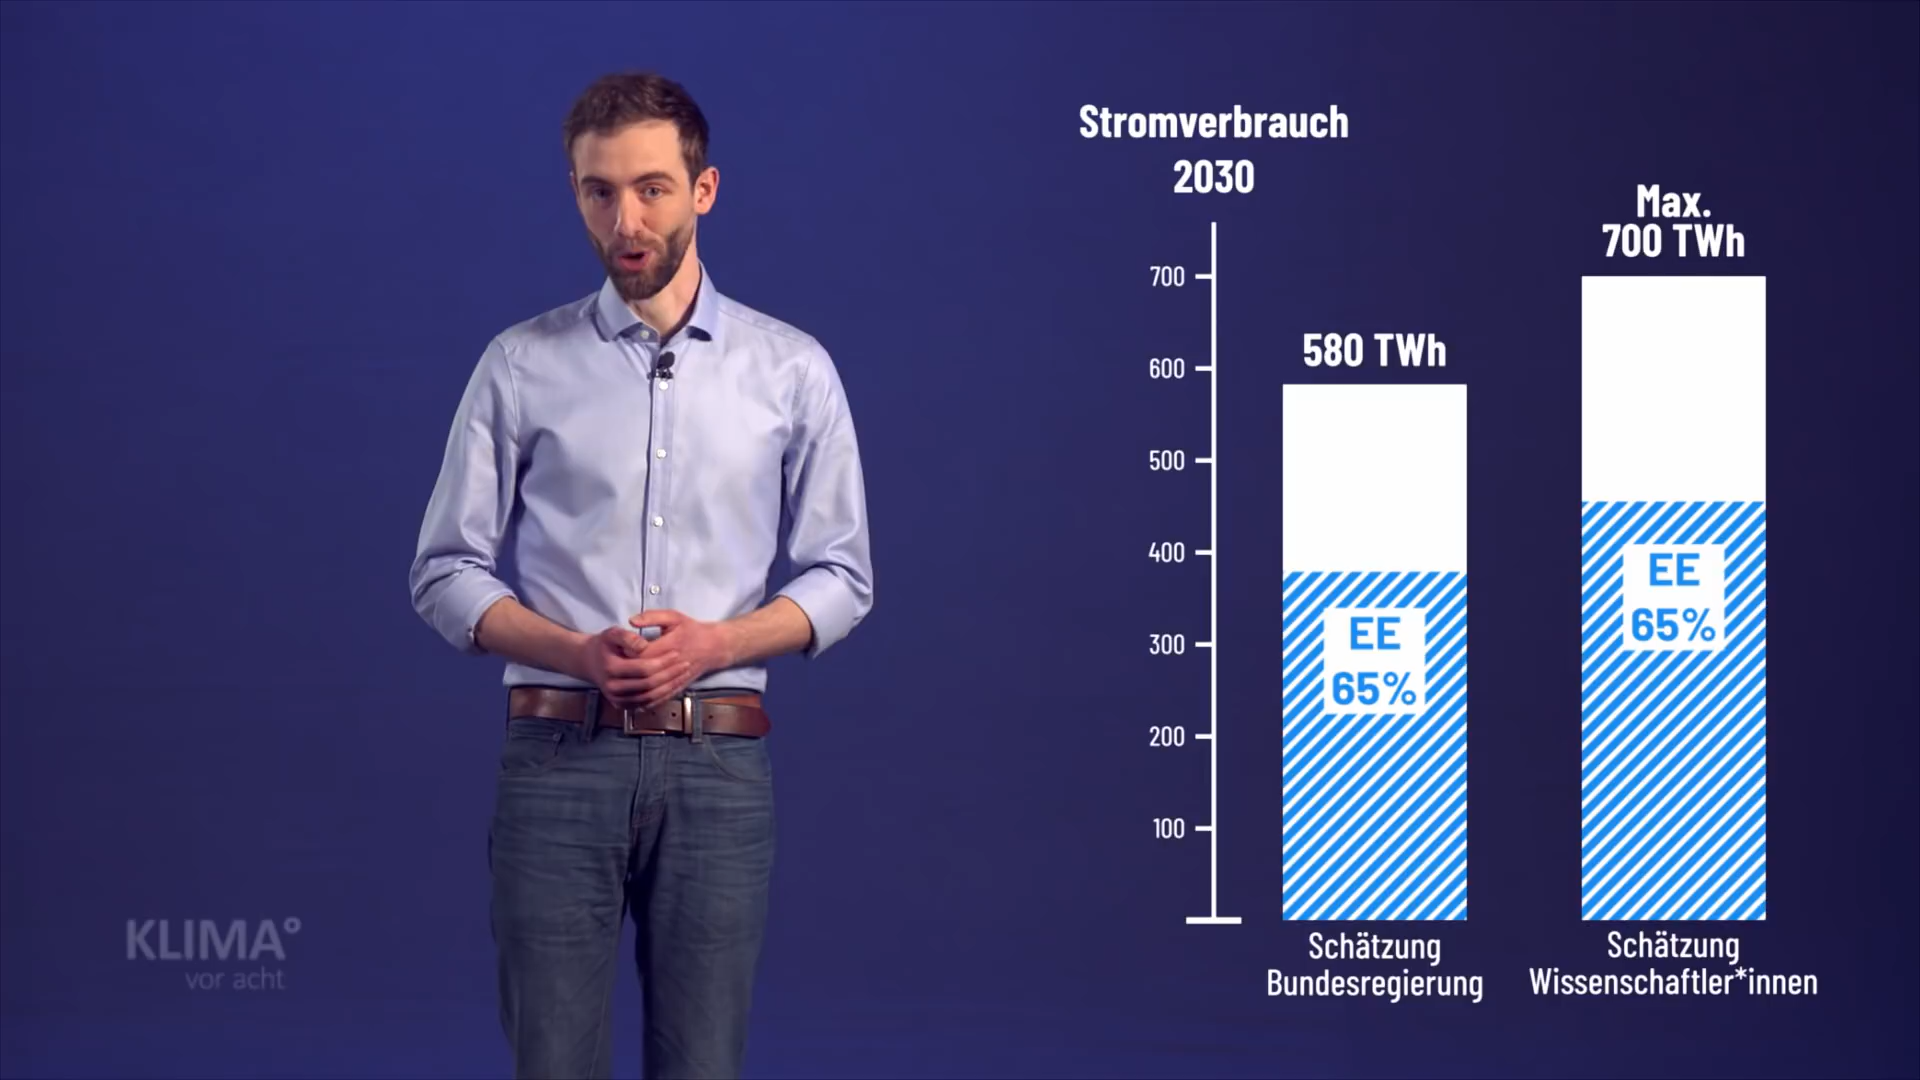 Stromverbrauch
2030
700
600
500
400
300
200
100
580 TWh
EE
65%
Schätzung
Bundesregierung
Max.
700 TWh
EE
65%
Schätzung
Wissenschaftler*innen
KLIMA°
vor acht